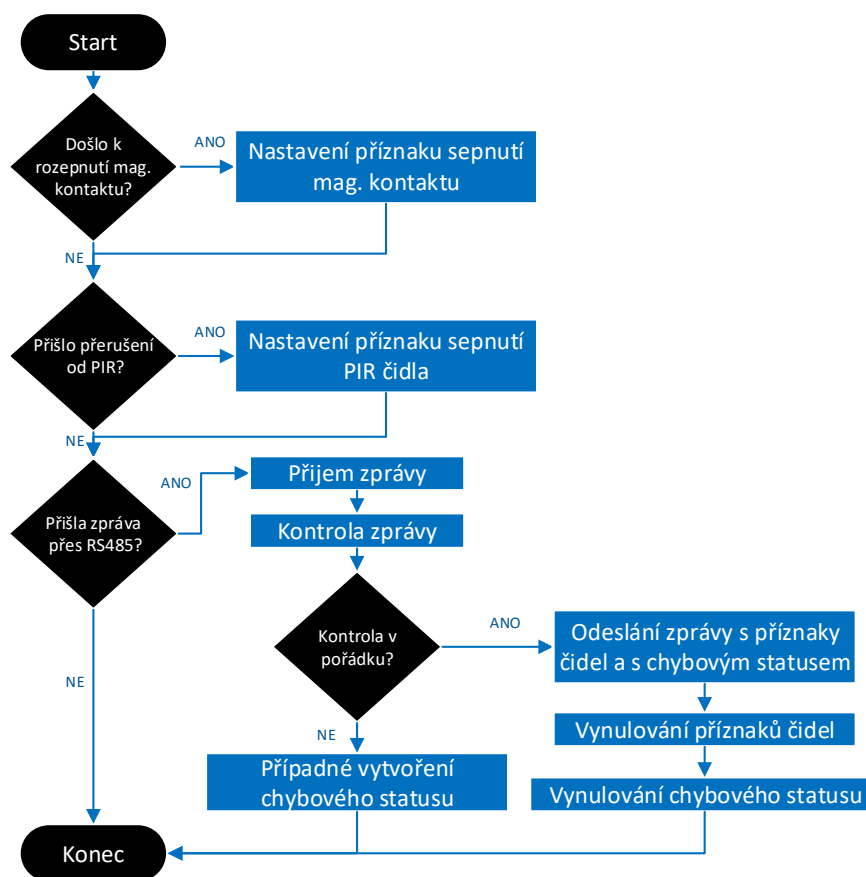 Start
Došlo k
rozepnutí mag.
kontaktu?
ANO
Nastavení příznaku sepnutí
mag. kontaktu
NE
Přišlo přerušení
od PIR?
ANO
Nastavení příznaku sepnutí
PIR čidla
NE
Přišla zpráva
přes RS485?
ANO
Přijem zprávy
Kontrola zprávy
Kontrola v
pořádku?
ANO
Odeslání zprávy s příznaky
čidel a s chybovým statusem
Vynulování příznaků čidel
Vynulování chybového statusu
NE
Případné vytvoření
chybového statusu
NE
Konec